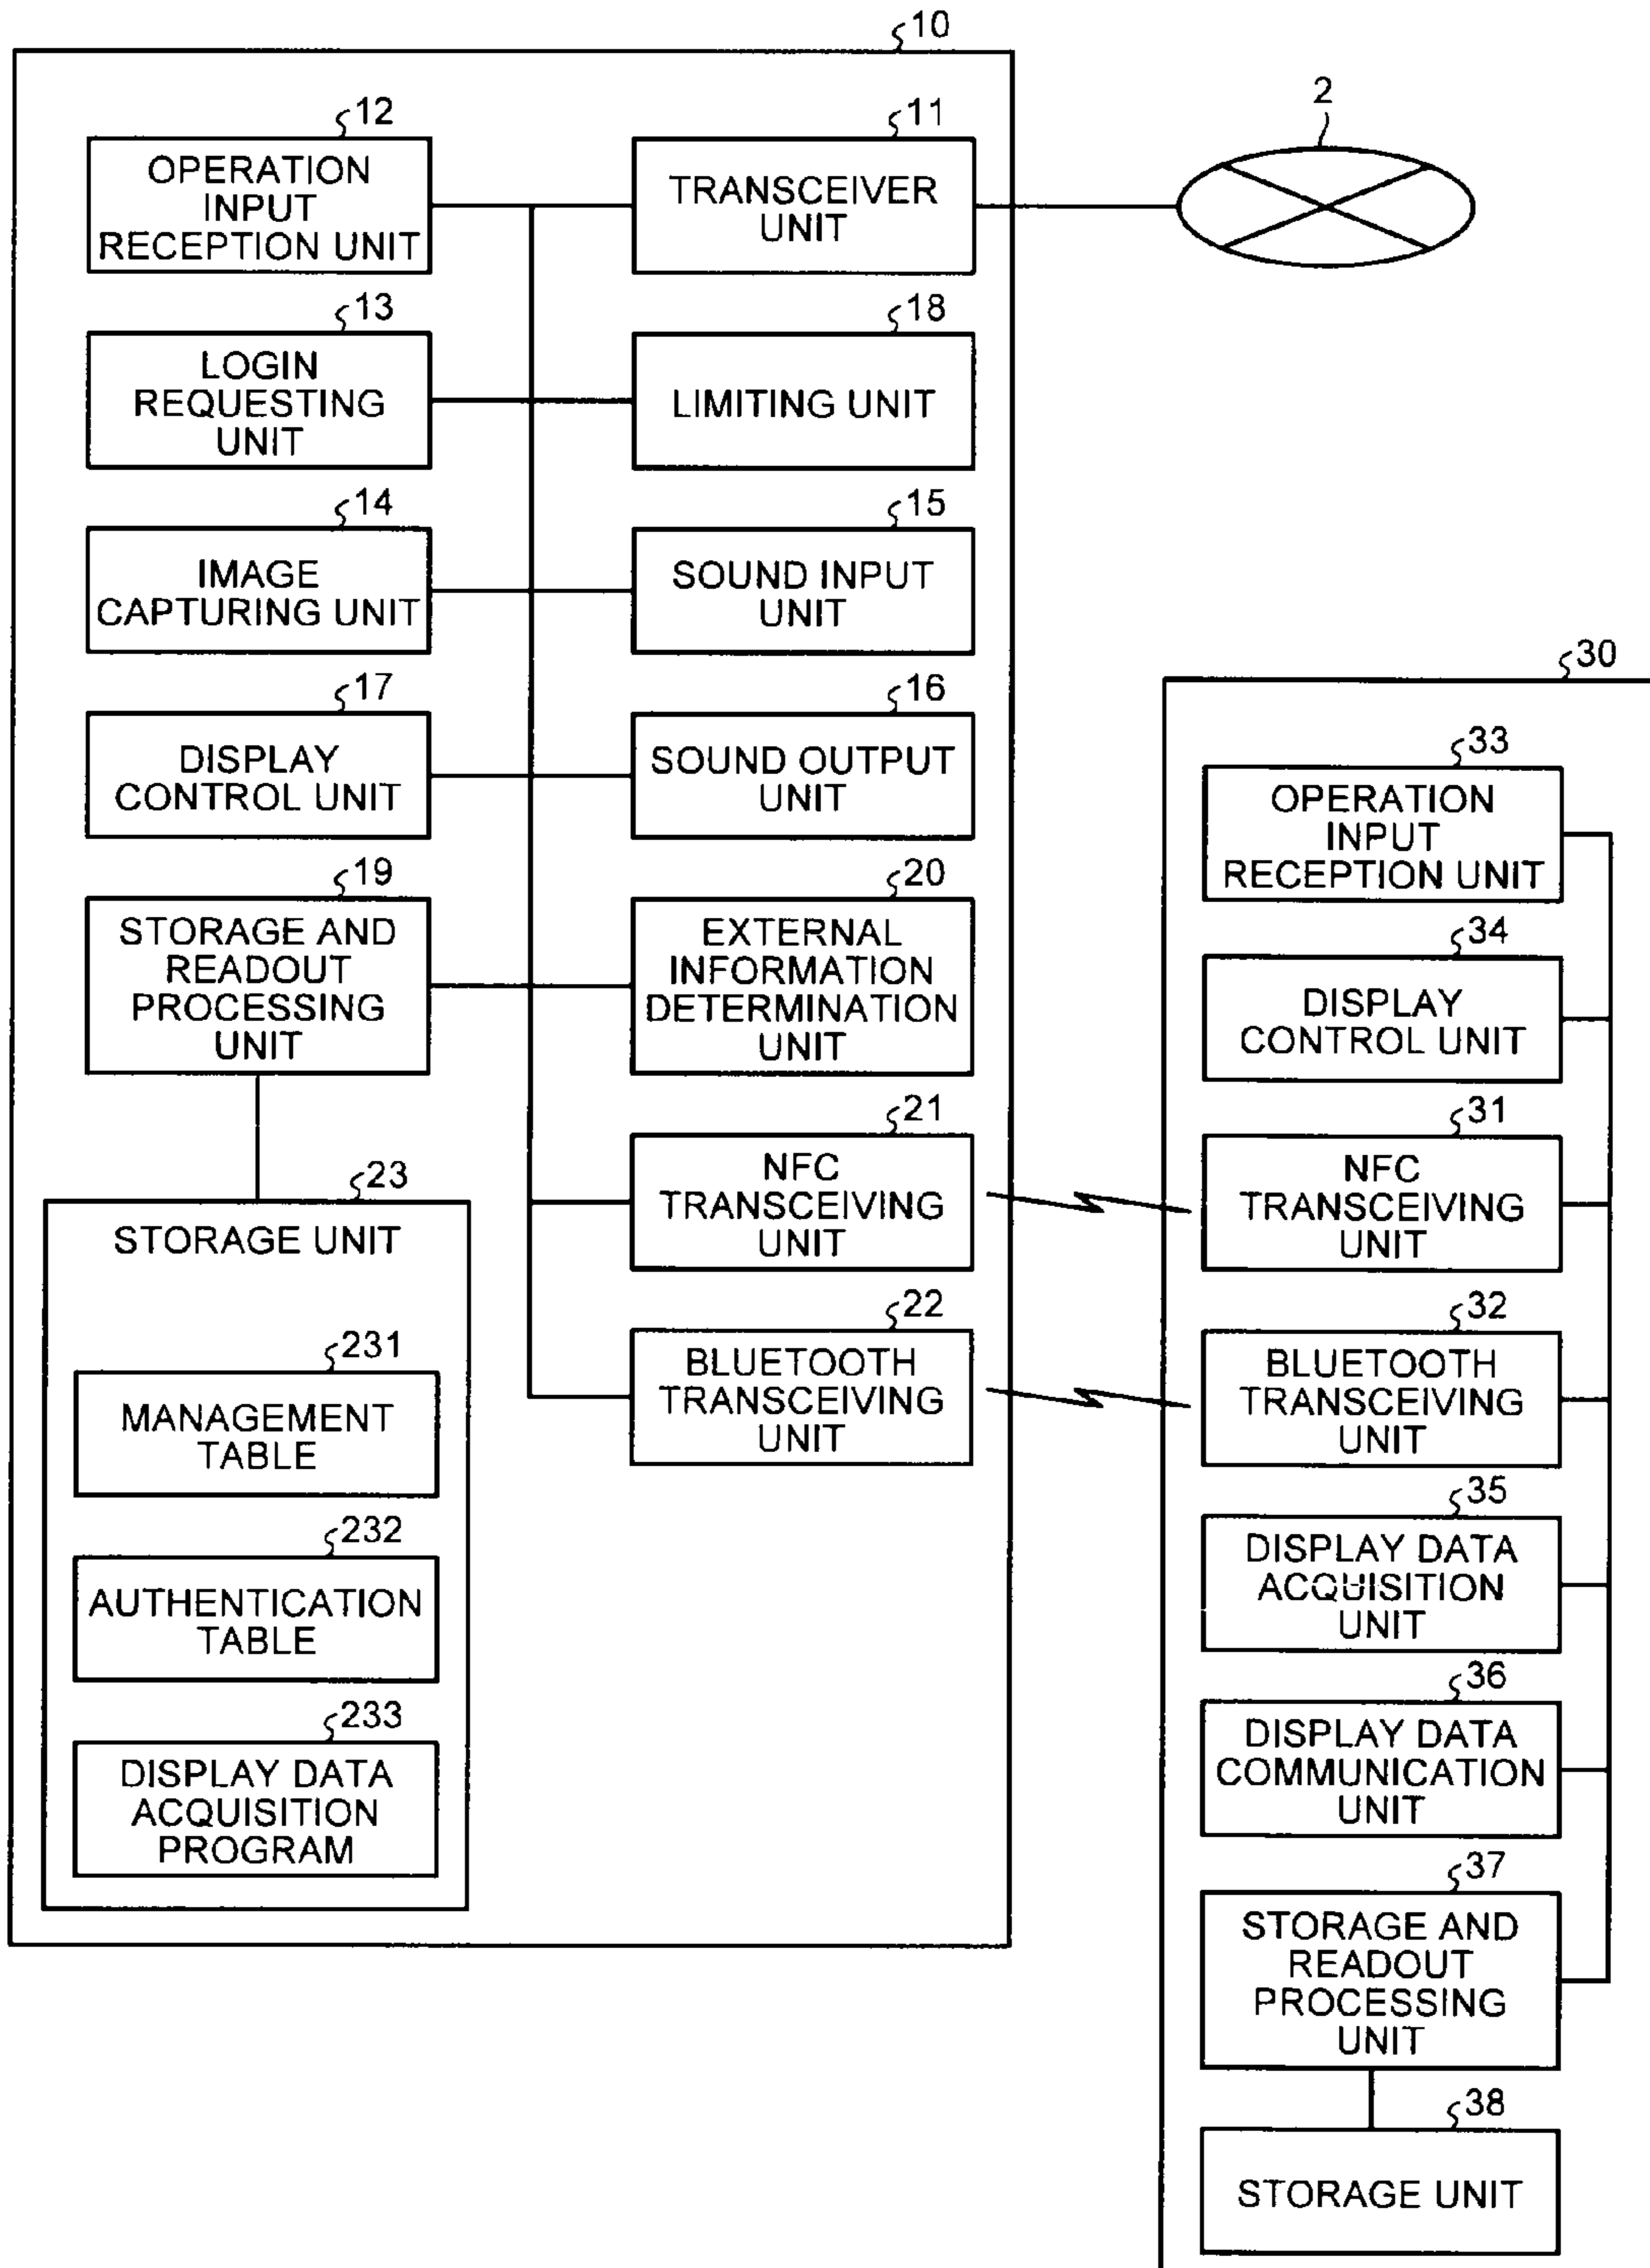 10
12
OPERATION
INPUT
RECEPTION UNIT
11
TRANSCEIVER
UNIT
2
13
LOGIN
REQUESTING
UNIT
18
LIMITING UNIT
14
IMAGE
CAPTURING UNIT
15
SOUND INPUT
UNIT
17
DISPLAY
CONTROL UNIT
16
SOUND OUTPUT
UNIT
19
STORAGE AND
READOUT
PROCESSING
UNIT
20
EXTERNAL
INFORMATION
DETERMINATION
UNIT
21
NFC
TRANSCEIVING
UNIT
22
BLUETOOTH
TRANSCEIVING
UNIT
23
STORAGE UNIT
231
MANAGEMENT
TABLE
232
AUTHENTICATION
TABLE
233
DISPLAY DATA
ACQUISITION
PROGRAM
30
33
OPERATION
INPUT
RECEPTION UNIT
34
DISPLAY
CONTROL UNIT
31
NFC
TRANSCEIVING
UNIT
32
BLUETOOTH
TRANSCEIVING
UNIT
35
DISPLAY DATA
ACQUISITION
UNIT
36
DISPLAY DATA
COMMUNICATION
UNIT
37
STORAGE AND
READOUT
PROCESSING
UNIT
38
STORAGE UNIT